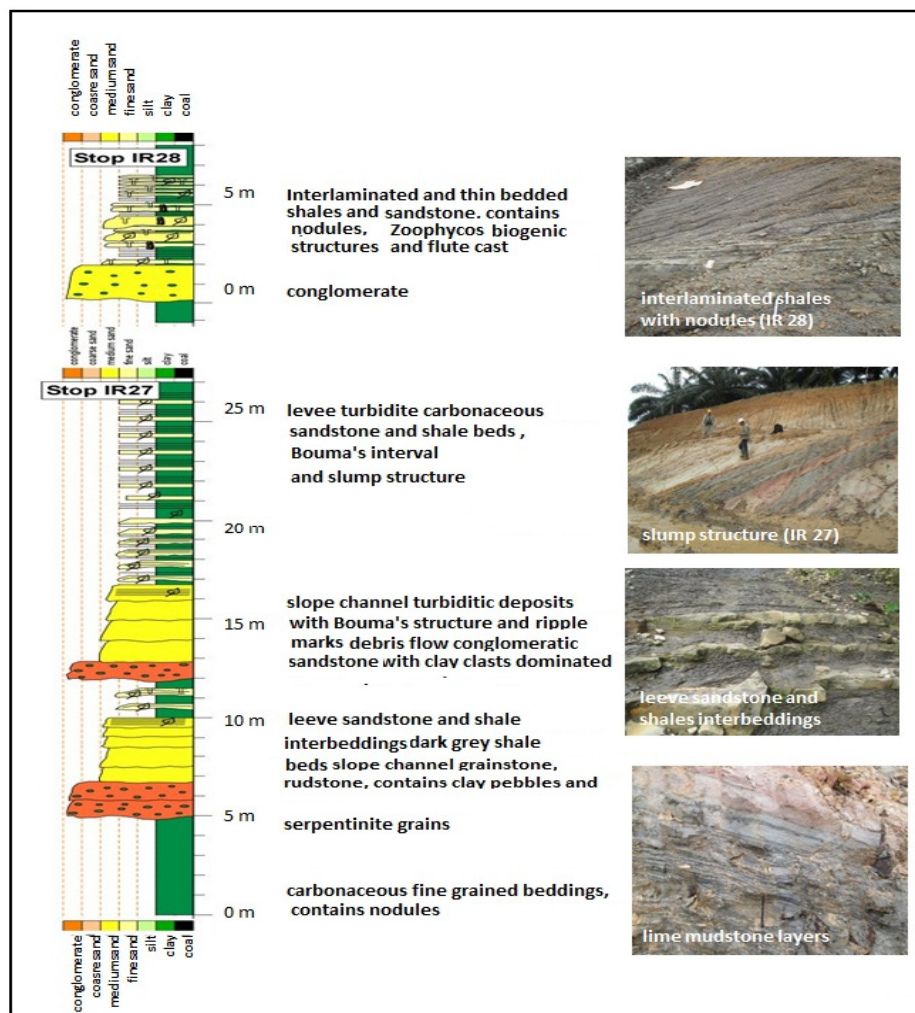 conglomerate
coasre sand
medium sand
fine sand
silt
clay
coal
Stop IR28
5 m
0 m
Interlaminated and thin bedded
shales and sandstone. contains
nodules, Zoophycos biogenic
structures and flute cast
conglomerate
interlaminated shales
with nodules (IR 28)
conglomerate
coarse sand
medium sand
fine sand
silt
clay
coal
Stop IR27
25 m
levee turbidite carbonaceous
sandstone and shale beds ,
Bouma's interval
and slump structure
slump structure (IR 27)
20 m
15 m
slope channel turbiditic deposits
with Bouma's structure and ripple
marks debris flow conglomeratic
sandstone with clay clasts dominated
leeve sandstone and
shales interbeddings
10 m
leeve sandstone and shale
interbeddings dark grey shale
beds slope channel grainstone,
rudstone, contains clay pebbles and
5 m
serpentinite grains
carbonaceous fine grained beddings,
contains nodules
0 m
lime mudstone layers
conglomerate
coasre sand
medium sand
fine sand
silt
clay
coal